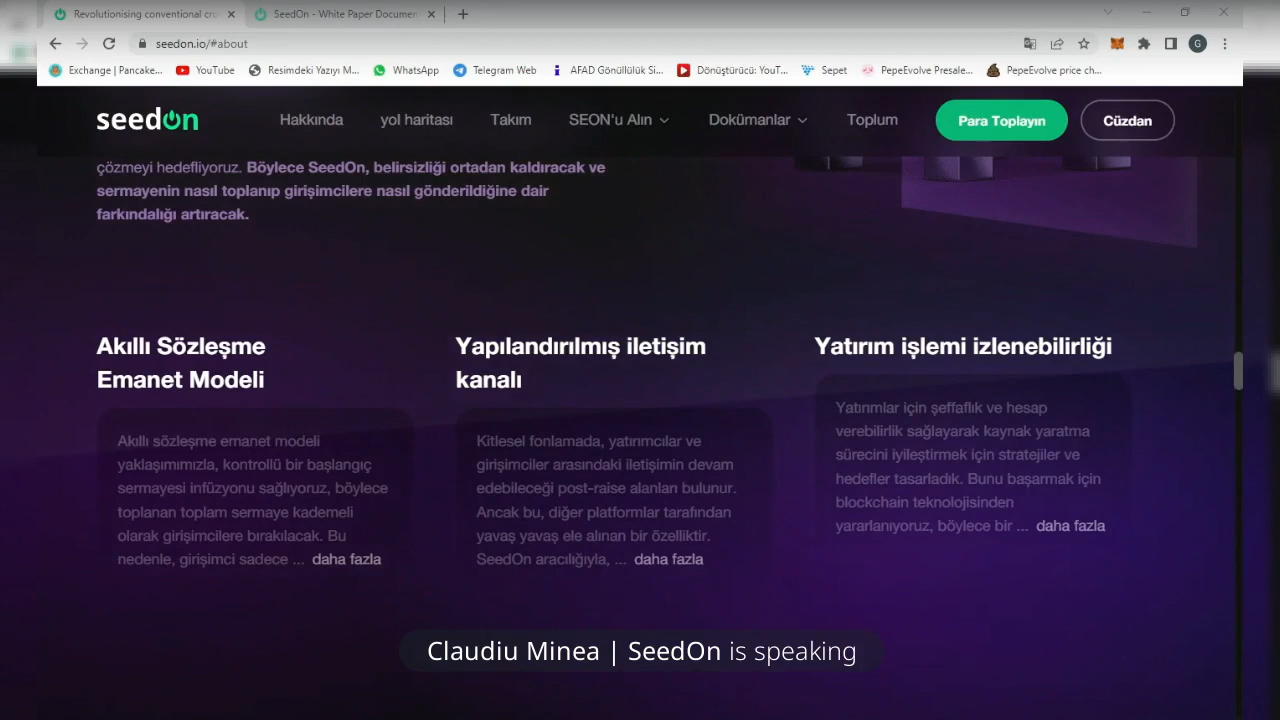 Revolutionising conventional cro
SeedOn - White Paper Documen
seedon.io/#about
G
Exchange | Pancake...
YouTube
Resimdeki Yazıyı M...
WhatsApp
Telegram Web
AFAD Gönüllülük Si...
Dönüştürücü: YouT...
Sepet
PepeEvolve Presale...
PepeEvolve price ch...
seedon
Hakkında
yol haritası
Takım
SEON'u Alın
Dokümanlar
Toplum
Para Toplayın
Cüzdan
çözmeyi hedefliyoruz. Böylece SeedOn, belirsizliği ortadan kaldıracak ve
sermayenin nasıl toplanıp girişimcilere nasıl gönderildiğine dair
farkındalığı artıracak.
Akıllı Sözleşme
Emanet Modeli
Akıllı sözleşme emanet modeli
yaklaşımımızla, kontrollü bir başlangıç
sermayesi infüzyonu sağlıyoruz, böylece
toplanan toplam sermaye kademeli
olarak girişimcilere bırakılacak. Bu
nedenle, girişimci sadece ... daha fazla
Yapılandırılmış iletişim
kanalı
Kitlesel fonlamada, yatırımcılar ve
girişimciler arasındaki iletişimin devam
edebileceği post-raise alanları bulunur.
Ancak bu, diğer platformlar tarafından
yavaş yavaş ele alınan bir özelliktir.
SeedOn aracılığıyla, ... daha fazla
Yatırım işlemi izlenebilirliği
Yatırımlar için şeffaflık ve hesap
verebilirlik sağlayarak kaynak yaratma
sürecini iyileştirmek için stratejiler ve
hedefler tasarladık. Bunu başarmak için
blockchain teknolojisinden
yararlanıyoruz, böylece bir ... daha fazla
Claudiu Minea | SeedOn is speaking